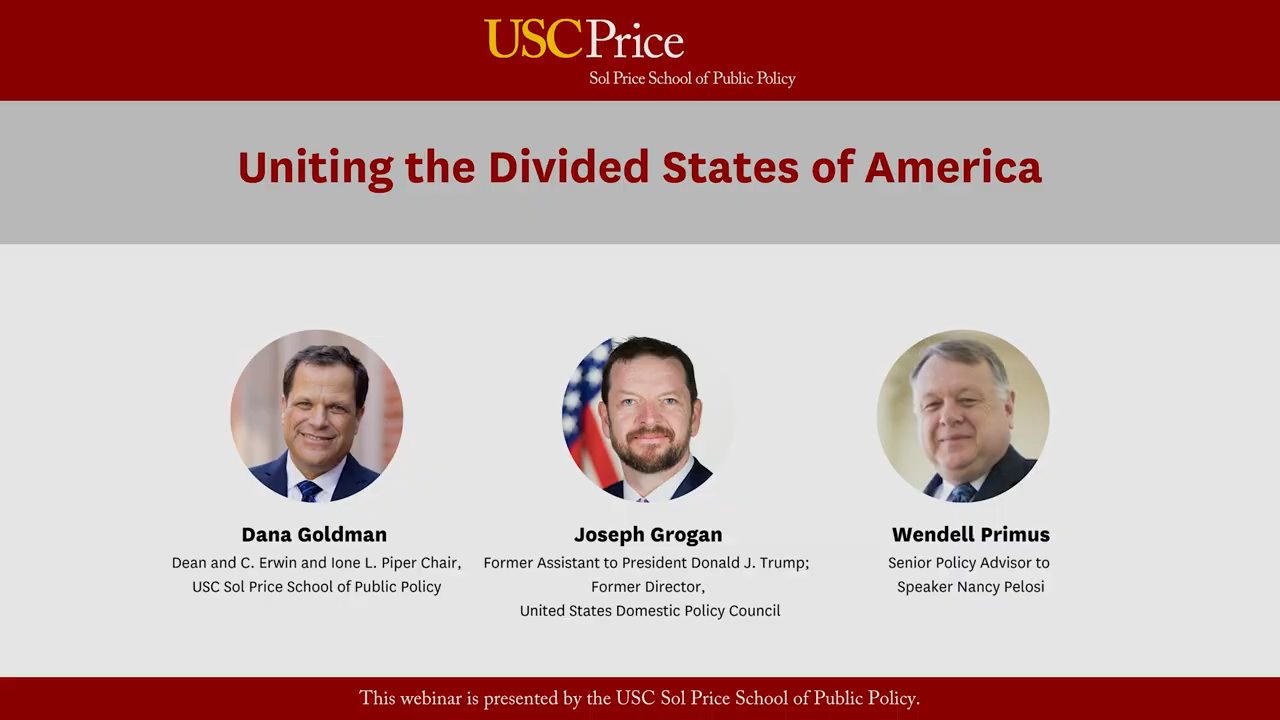 USC Price
Sol Price School of Public Policy
Uniting the Divided States of America
Dana Goldman
Dean and C. Erwin and Ione L. Piper Chair,
USC Sol Price School of Public Policy
Joseph Grogan
Former Assistant to President Donald J. Trump;
Former Director,
United States Domestic Policy Council
Wendell Primus
Senior Policy Advisor to
Speaker Nancy Pelosi
This webinar is presented by the USC Sol Price School of Public Policy.